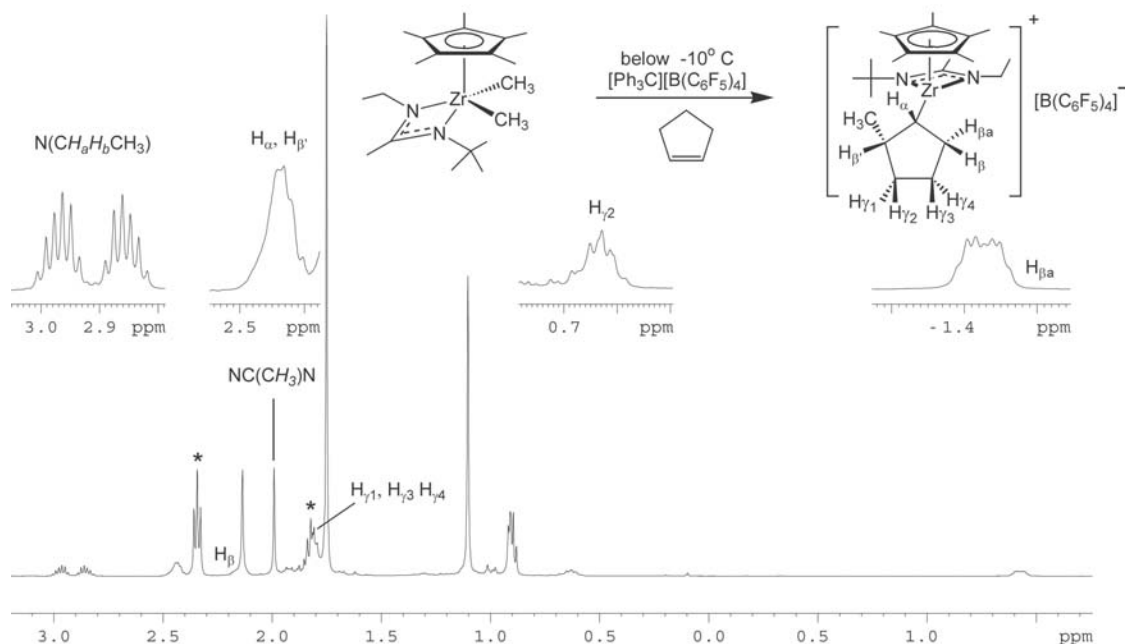 below -10° C
[Ph₃C][B(C₆F₅)₄]
Zr
CH₃
CH₃
N
N
+
N
N
Zr
Hα
H₃C
Hβ'
Hβa
Hβ
Hγ1
Hγ2
Hγ3
Hγ4
[B(C₆F₅)₄]⁻
N(CHₐH_bCH₃)
Hα, Hβ'
Hγ2
Hβa
3.0 2.9 ppm
2.5 ppm
0.7 ppm
-1.4 ppm
NC(CH₃)N
*
*
Hγ1, Hγ3 Hγ4
Hβ
3.0 2.5 2.0 1.5 1.0 0.5 0.0 0.5 1.0 ppm